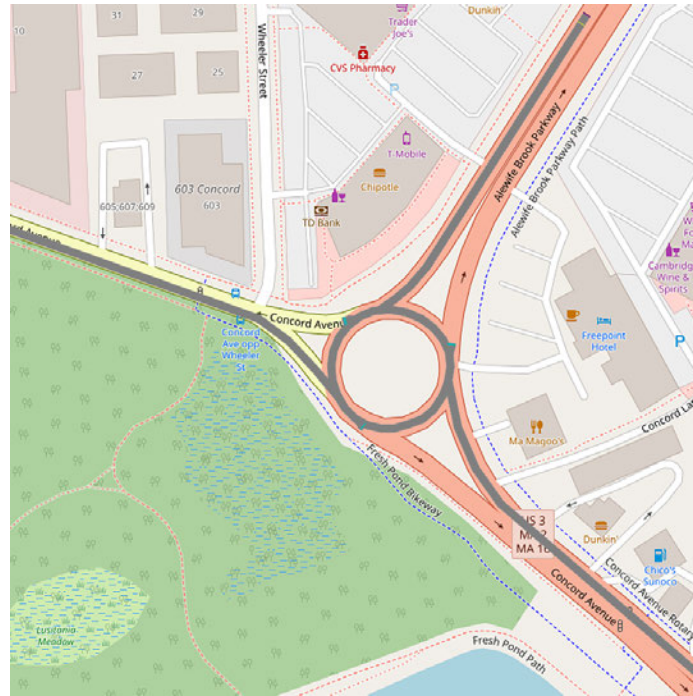 10
31
29
Trader
Joe's
Dunkin'
27
25
Wheeler Street
CVS Pharmacy
P
T-Mobile
Chipotle
TD Bank
603 Concord
603
605;607;609
Alewife Brook Parkway
Alewife Brook Parkway
Alewife Brook Parkway Path
Cambridge
Wine &
Spirits
P
Freepoint
Hotel
Avenue
Concord
Concord
Ave opp
Wheeler
St
Ma Magoo's
Fresh Pond Bikeway
US 3
MA 2
MA 16
Dunkin'
Chico's
Sunoco
Concord Avenue
Concord Avenue Rotary
Lusitania
Meadow
Fresh Pond Path